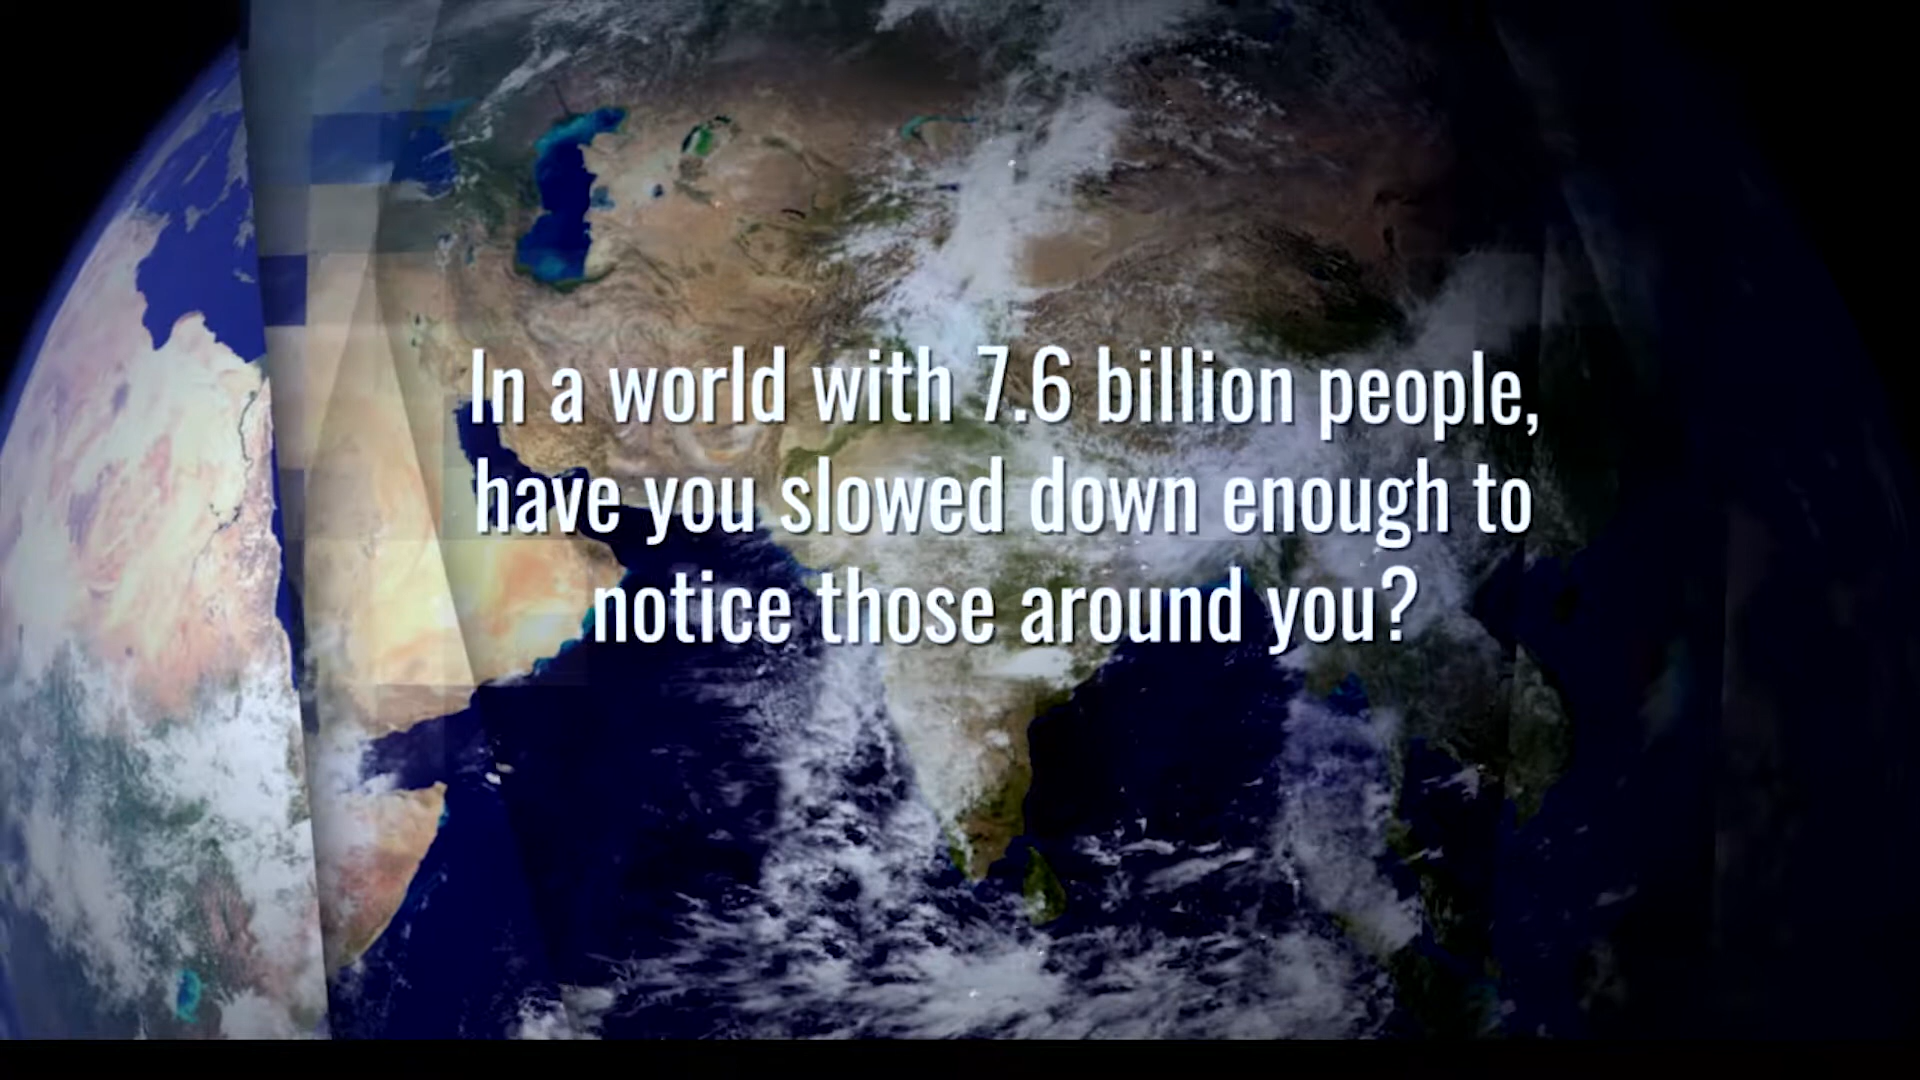 In a world with 7.6 billion people,
have you slowed down enough to
notice those around you?